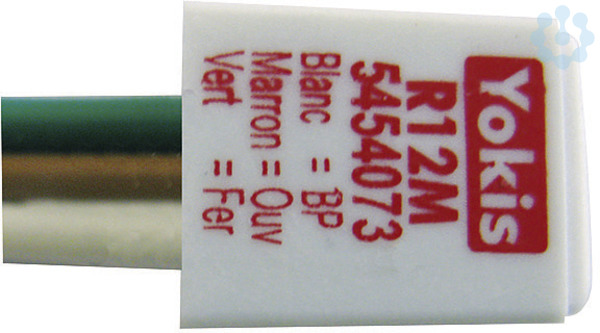 Yokis
R12M
5454073
Blanc = BP
Marron = Ouv
Vert = Fer